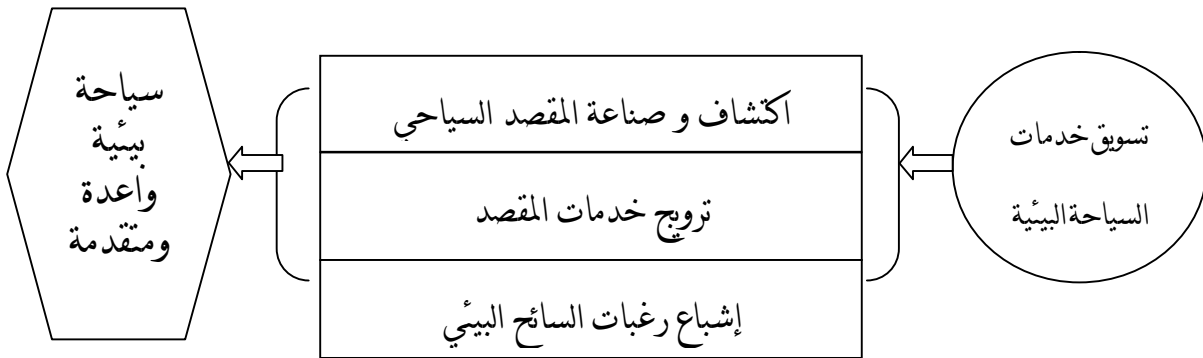 تسويق خدمات
السياحة البيئية
اكتشاف و صناعة المقصد السياحي
ترويج خدمات المقصد
إشباع رغبات السائح البيئي
سياحة
بيئية
واعدة
ومتقدمة